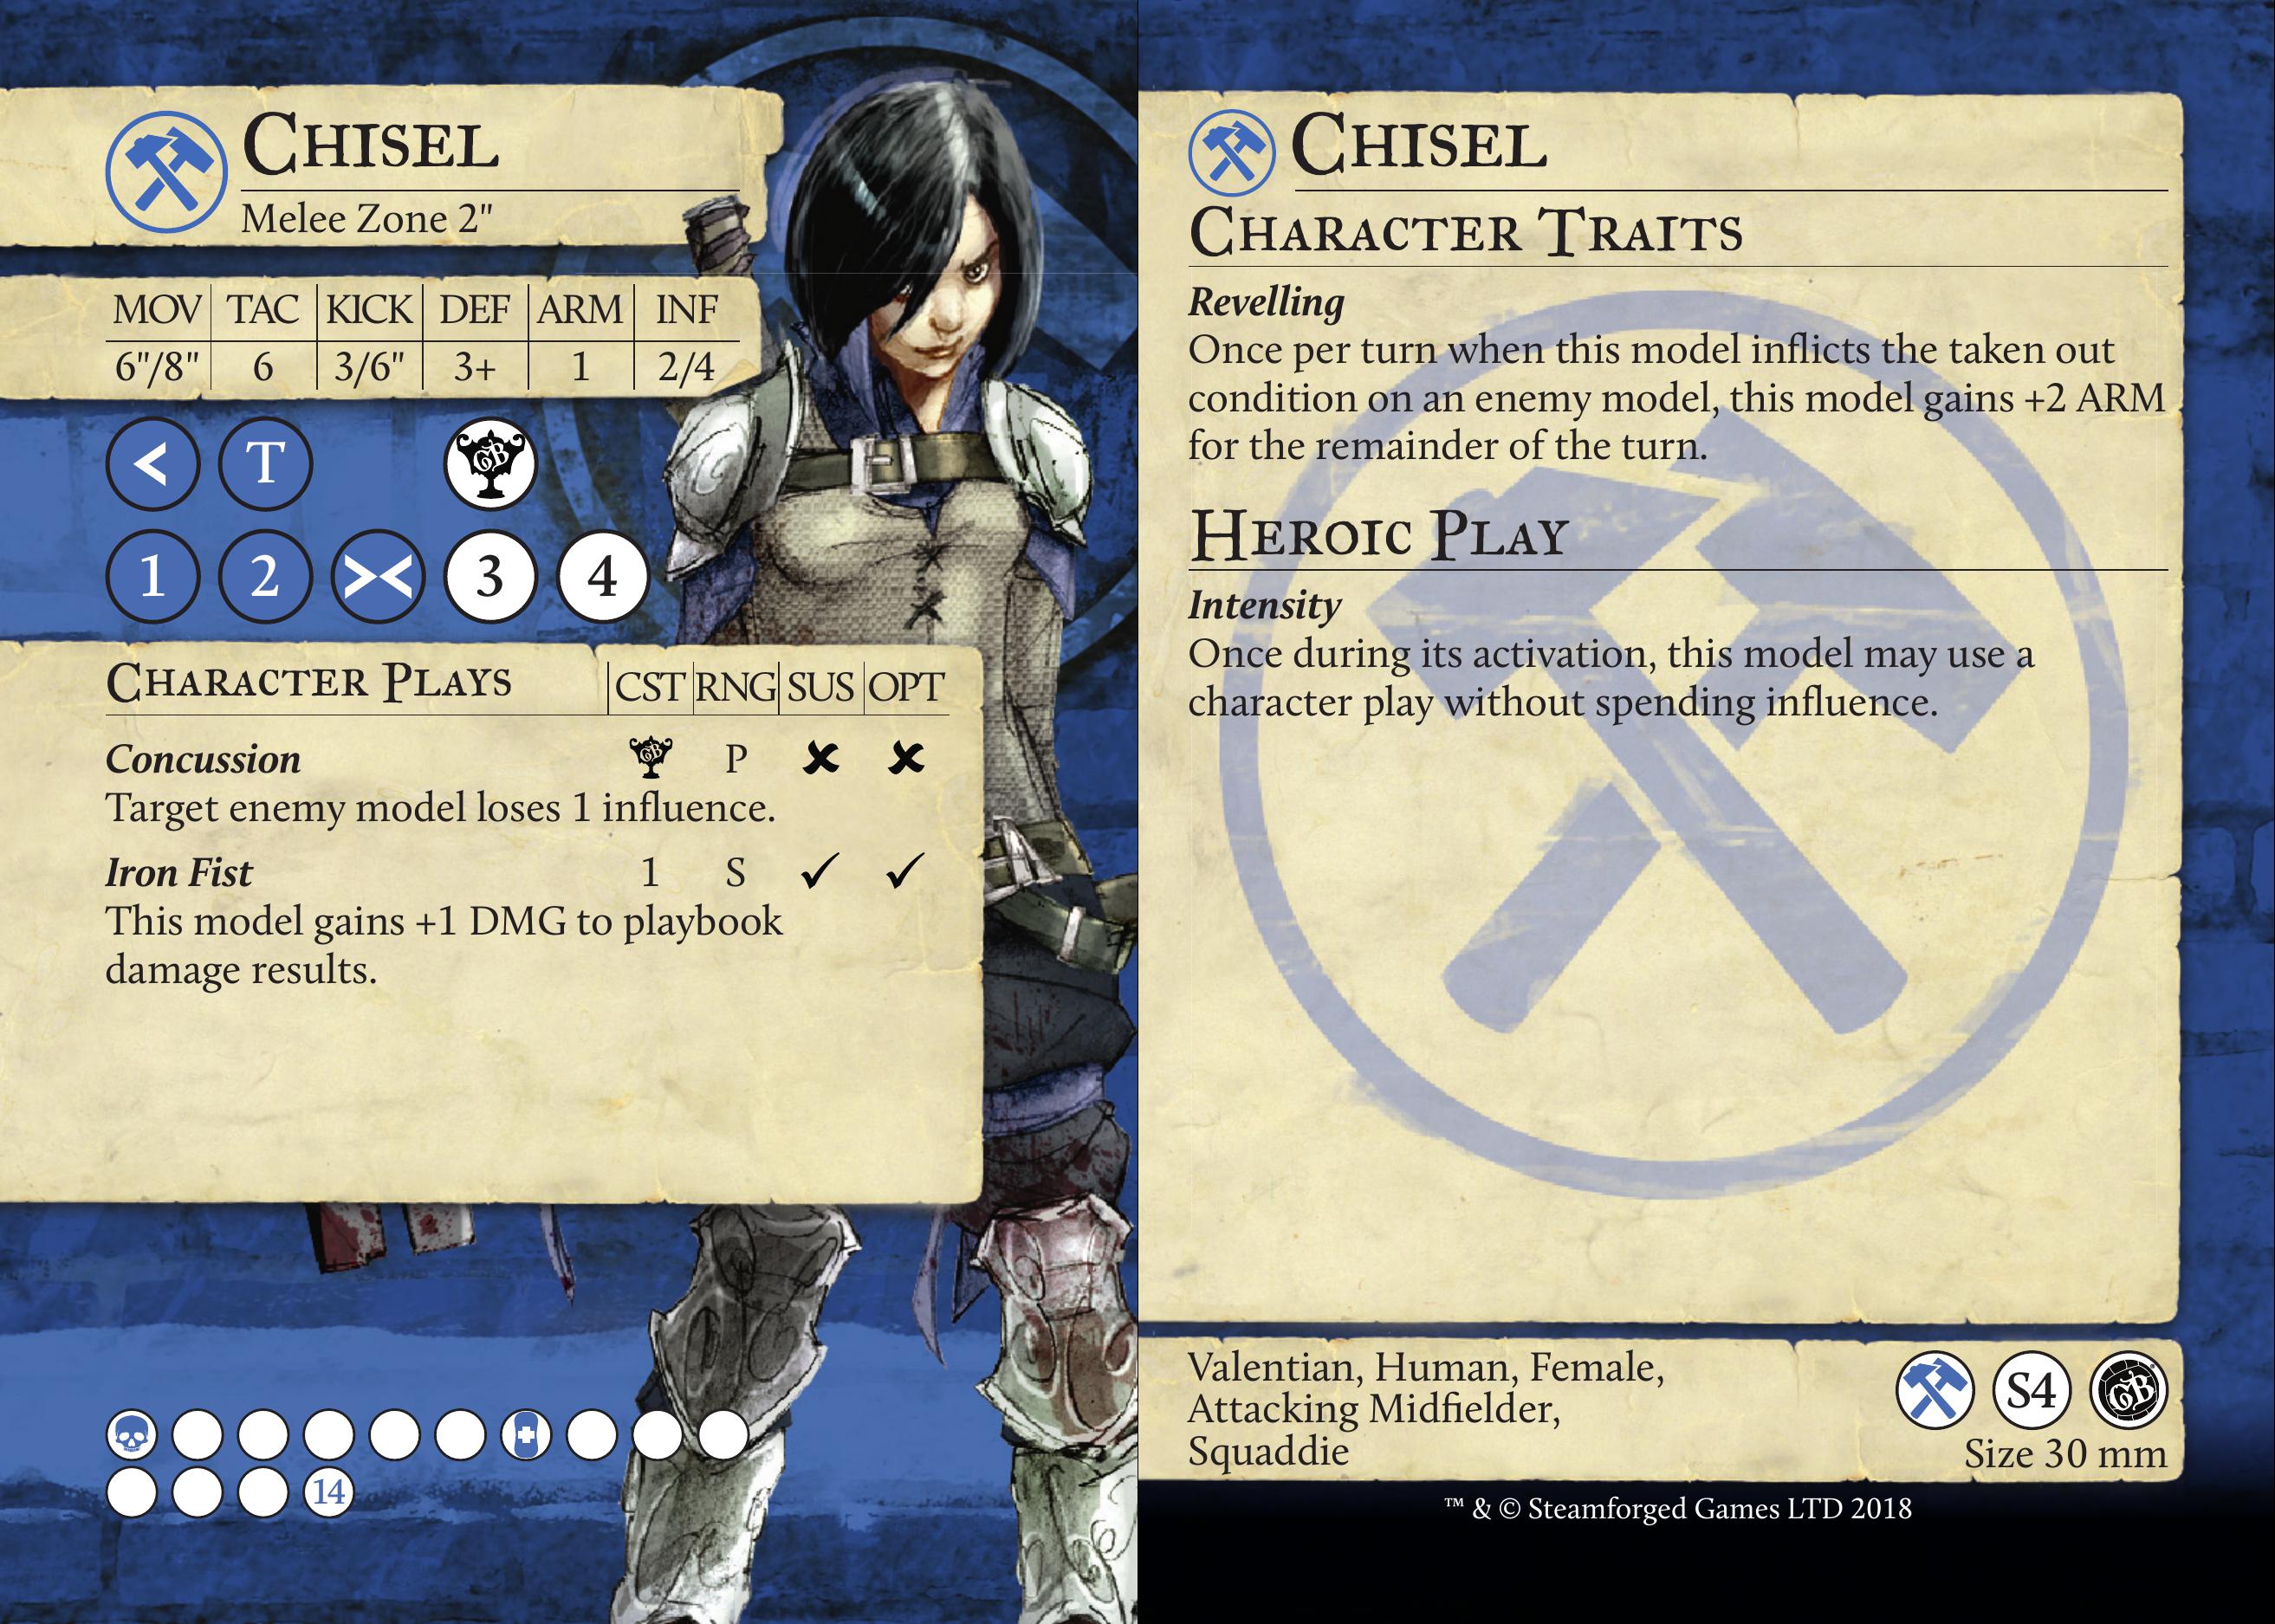 CHISEL
Melee Zone 2"
MOV TAC KICK DEF ARM INF
6"/8" 6 3/6" 3+ 1 2/4
< T GB
1 2 >< 3 4
CHARACTER PLAYS CST RNG SUS OPT
Concussion GB P ✘ ✘
Target enemy model loses 1 influence.
Iron Fist 1 S ✓ ✓
This model gains +1 DMG to playbook
damage results.
14
CHISEL
CHARACTER TRAITS
Revelling
Once per turn when this model inflicts the taken out
condition on an enemy model, this model gains +2 ARM
for the remainder of the turn.
HEROIC PLAY
Intensity
Once during its activation, this model may use a
character play without spending influence.
Valentian, Human, Female,
Attacking Midfielder,
Squaddie
S4 GB
Size 30 mm
™ & © Steamforged Games LTD 2018